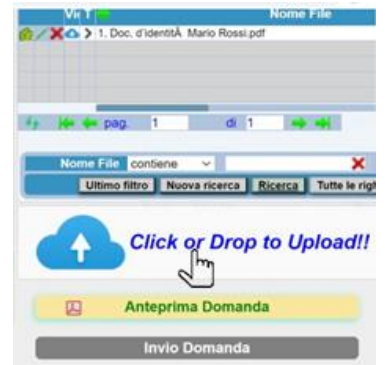 Vi T Nome File
1. Doc. d'identitÃ Mario Rossi.pdf
pag. 1 di 1
Nome File contiene
Ultimo filtro Nuova ricerca Ricerca Tutte le righ
Click or Drop to Upload!!
Anteprima Domanda
Invio Domanda